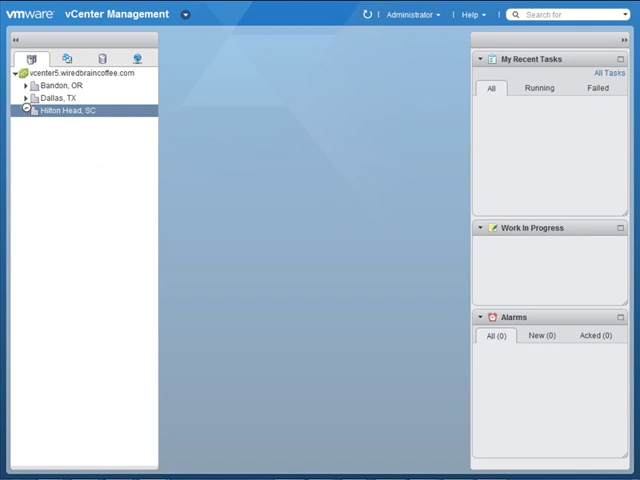 vmware vCenter Management
Administrator
Help
Search for
vcenter5.wiredbraincoffee.com
Bandon, OR
Dallas, TX
Hilton Head, SC
My Recent Tasks
All Tasks
All Running Failed
Work In Progress
Alarms
All (0) New (0) Acked (0)